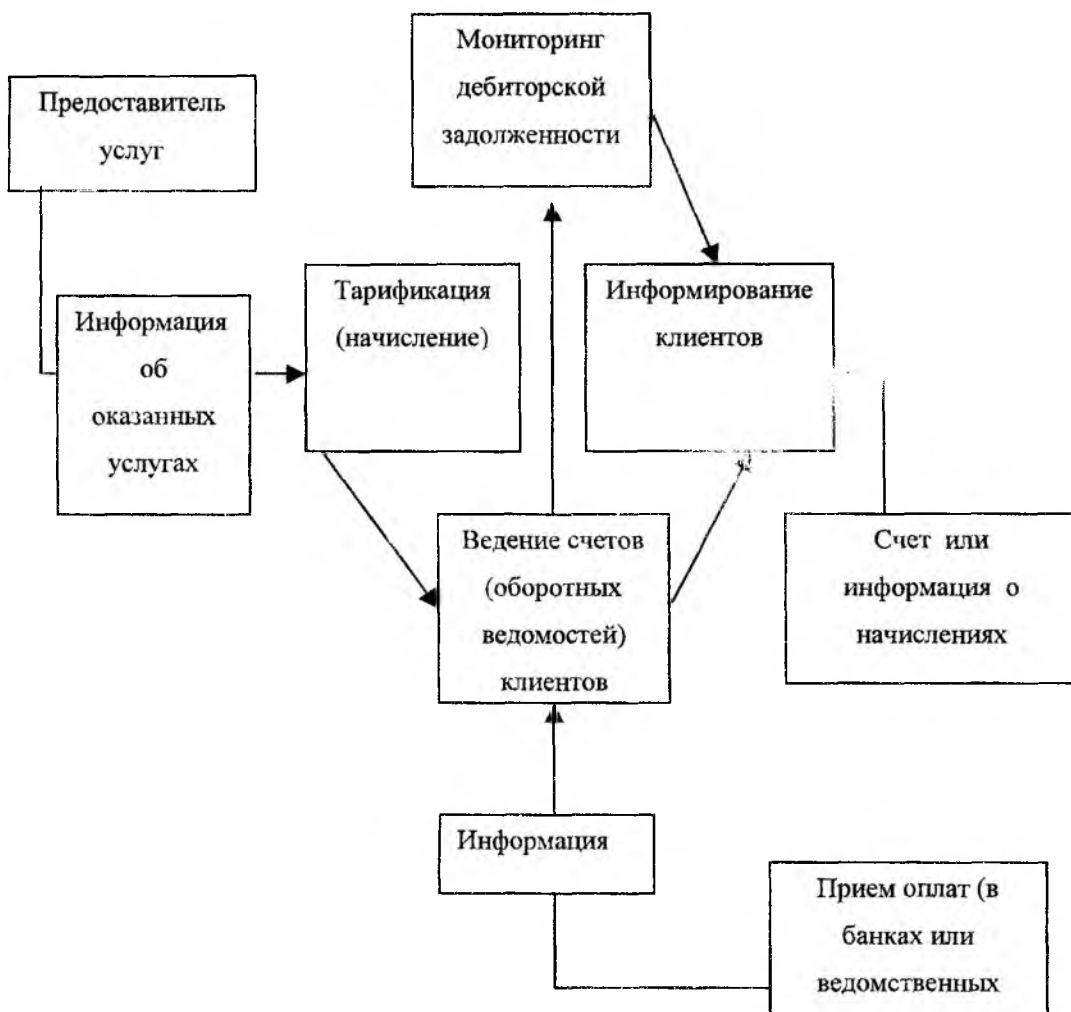 Мониторинг
дебиторской
задолженности
Предоставитель
услуг
Тарификация
(начисление)
Информирование
клиентов
Информация
об
оказанных
услугах
Ведение счетов
(оборотных
ведомостей)
клиентов
Счет или
информация о
начислениях
Информация
Прием оплат (в
банках или
ведомственных